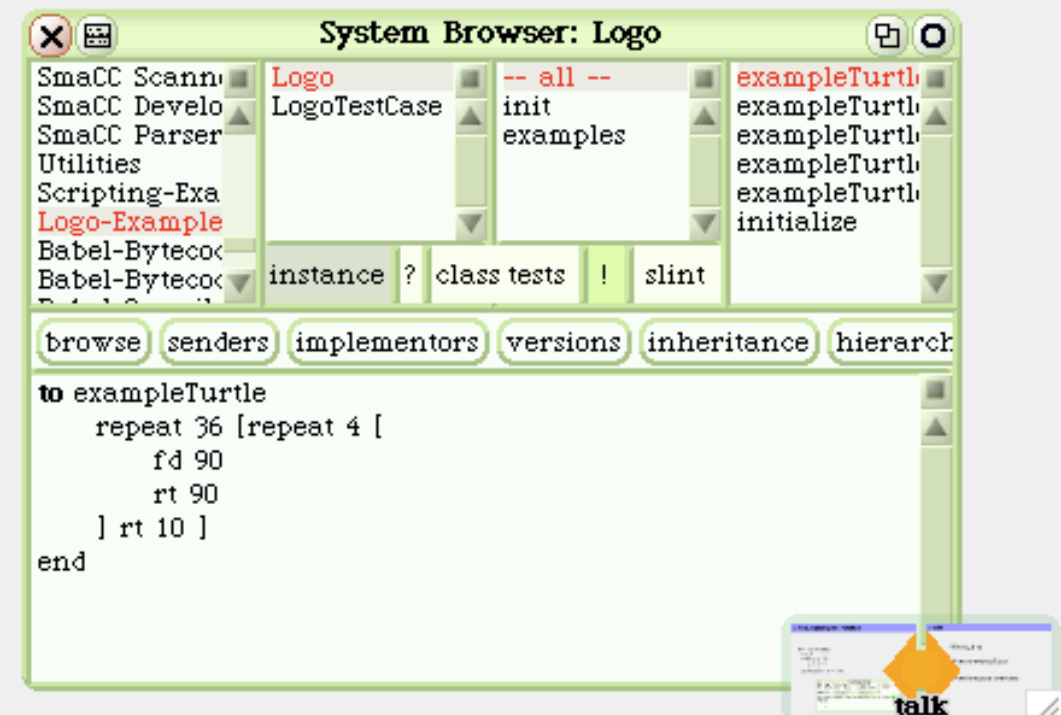 System Browser: Logo
SmaCC Scann
SmaCC Develo
SmaCC Parser
Utilities
Scripting-Exa
Logo-Example
Babel-Byteco
Babel-Byteco
Logo
LogoTestCase
-- all --
init
examples
exampleTurtl
exampleTurtl
exampleTurtl
exampleTurtl
exampleTurtl
initialize
instance ? class tests ! slint
browse senders implementors versions inheritance hierarch
to exampleTurtle
repeat 36 [repeat 4 [
fd 90
rt 90
] rt 10 ]
end
talk